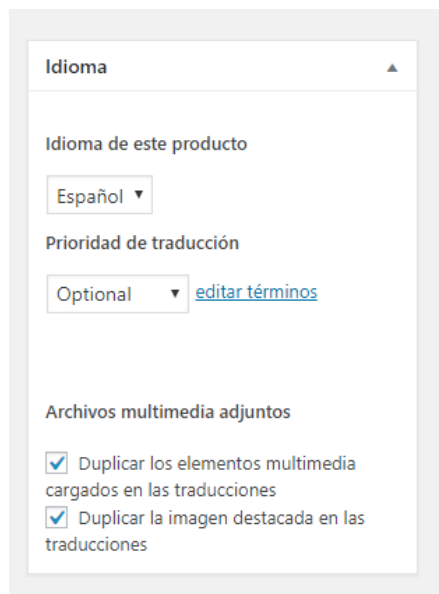 Idioma
Idioma de este producto
Español
Prioridad de traducción
Optional editar términos
Archivos multimedia adjuntos
Duplicar los elementos multimedia
cargados en las traducciones
Duplicar la imagen destacada en las
traducciones